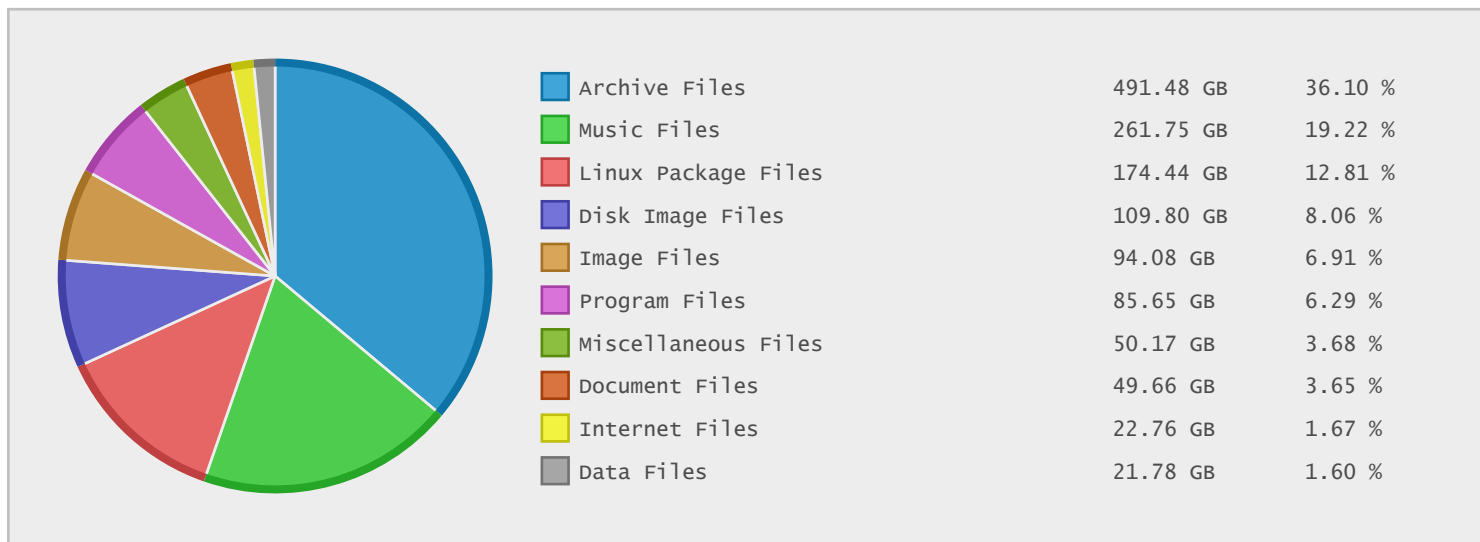 Archive Files 491.48 GB 36.10 %
Music Files 261.75 GB 19.22 %
Linux Package Files 174.44 GB 12.81 %
Disk Image Files 109.80 GB 8.06 %
Image Files 94.08 GB 6.91 %
Program Files 85.65 GB 6.29 %
Miscellaneous Files 50.17 GB 3.68 %
Document Files 49.66 GB 3.65 %
Internet Files 22.76 GB 1.67 %
Data Files 21.78 GB 1.60 %